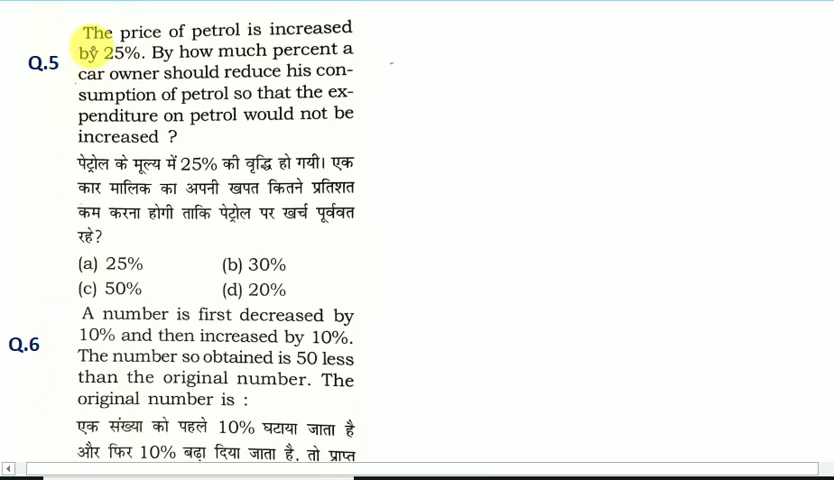 The price of petrol is increased
Q.5 by 25%. By how much percent a
car owner should reduce his con-
sumption of petrol so that the ex-
penditure on petrol would not be
increased ?
पेट्रोल के मूल्य में 25% की वृद्धि हो गयी। एक
कार मालिक का अपनी खपत कितने प्रतिशत
कम करना होगी ताकि पेट्रोल पर खर्च पूर्ववत
रहे?
(a) 25% (b) 30%
(c) 50% (d) 20%
A number is first decreased by
Q.6 10% and then increased by 10%.
The number so obtained is 50 less
than the original number. The
original number is :
एक संख्या को पहले 10% घटाया जाता है
और फिर 10% बढ़ा दिया जाता है, तो प्राप्त